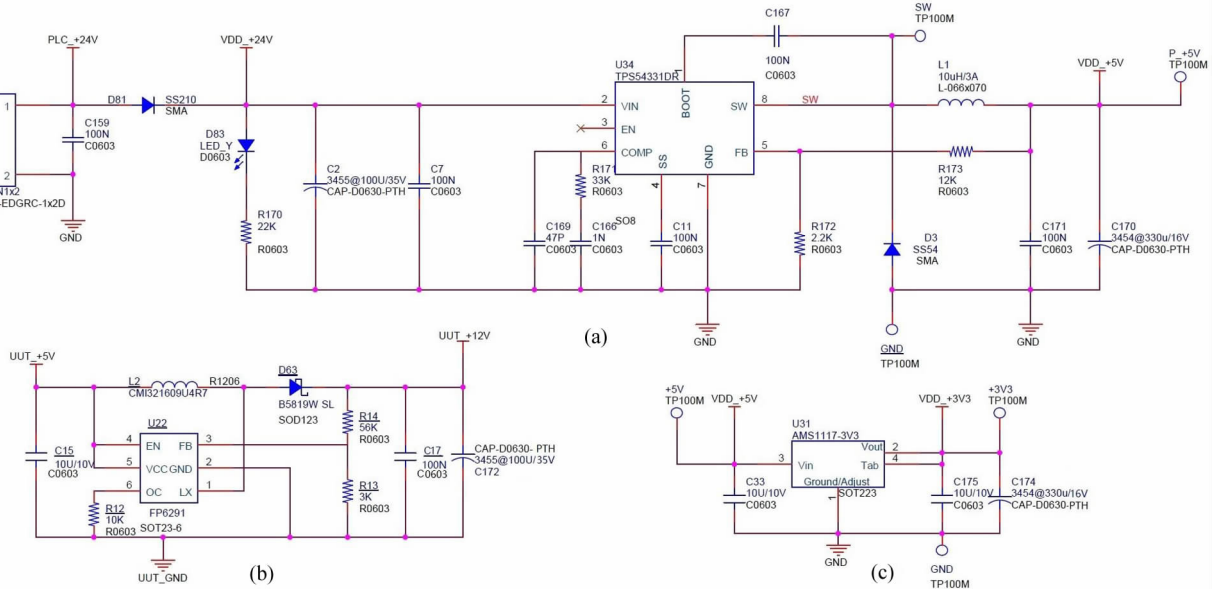 PLC_+24V
VDD_+24V
1
2
N1x2
-EDGRC-1x2D
C159
100N
C0603
GND
D81
SS210
SMA
D83
LED_Y
D0603
R170
22K
R0603
C2
3455@100U/35V
CAP-D0630-PTH
C7
100N
C0603
U34
TPS54331DR
2
VIN
3
EN
6
COMP
BOOT
1
SW
8
SW
FB
5
SS
4
GND
7
SO8
C167
100N
C0603
SW
TP100M
L1
10uH/3A
L-066x070
VDD_+5V
P_+5V
TP100M
R171
33K
R0603
C169
47P
C0603
C166
1N
C0603
C11
100N
C0603
R172
2.2K
R0603
R173
12K
R0603
D3
SS54
SMA
C171
100N
C0603
C170
3454@330u/16V
CAP-D0630-PTH
GND
GND
TP100M
GND
(a)
UUT_+5V
UUT_+12V
L2
R1206
CMI321609U4R7
D63
B5819W SL
SOD123
C15
10U/10V
C0603
U22
4
EN
FB
3
5
VCC
GND
2
6
OC
LX
1
FP6291
SOT23-6
R12
10K
R0603
R14
56K
R0603
R13
3K
R0603
C17
100N
C0603
CAP-D0630- PTH
3455@100U/35V
C172
UUT_GND
(b)
+5V
TP100M
VDD_+5V
U31
AMS1117-3V3
3
Vin
Vout
2
Tab
4
Ground/Adjust
1
SOT223
VDD_+3V3
+3V3
TP100M
C33
10U/10V
C0603
C175
10U/10V
C0603
C174
3454@330u/16V
CAP-D0630-PTH
GND
GND
TP100M
(c)